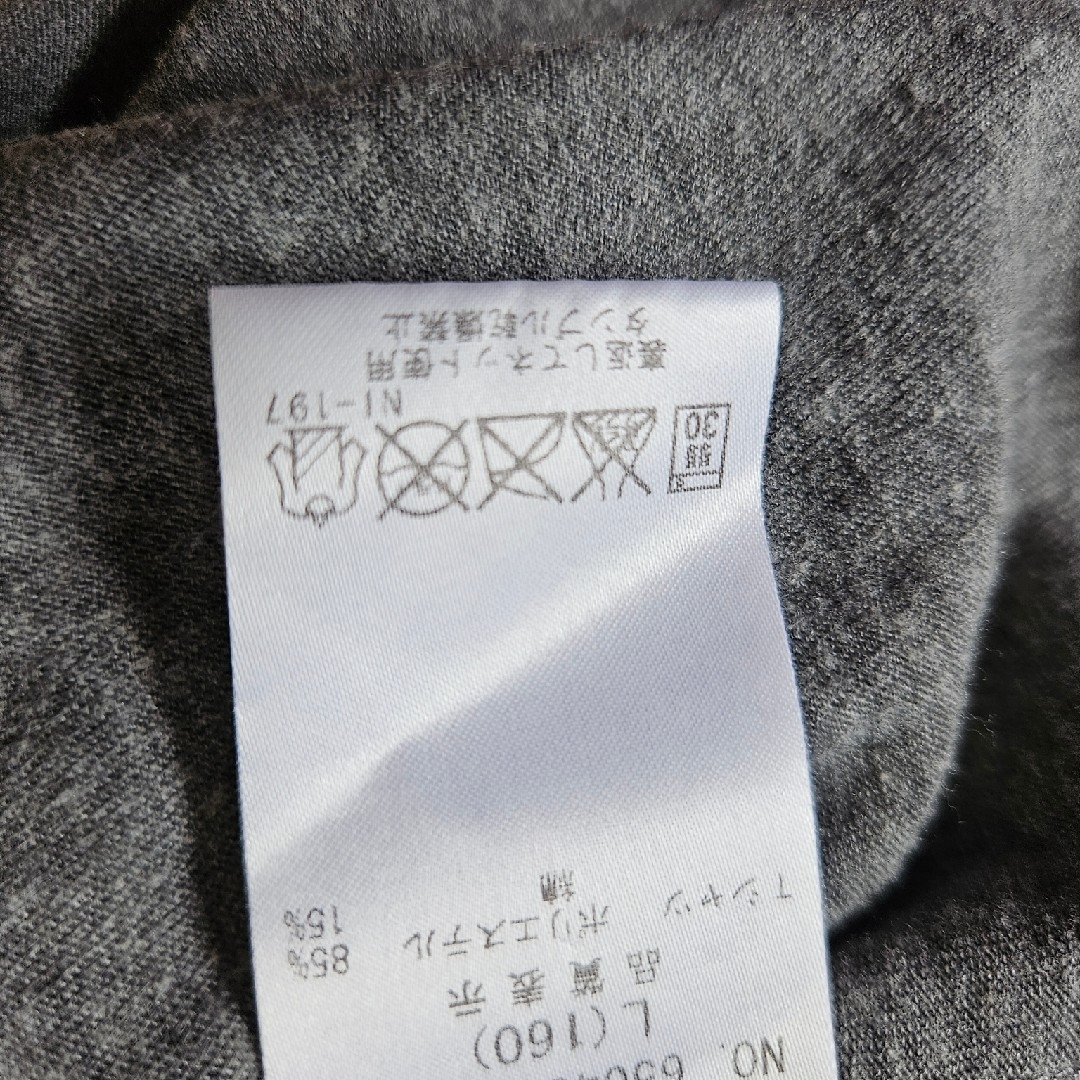 NO.
L(160)
品質表示
Tシャツ ポリエステル 85%
綿 15%
弱
30
NI-197
裏返してネット使用
タンブル乾燥禁止